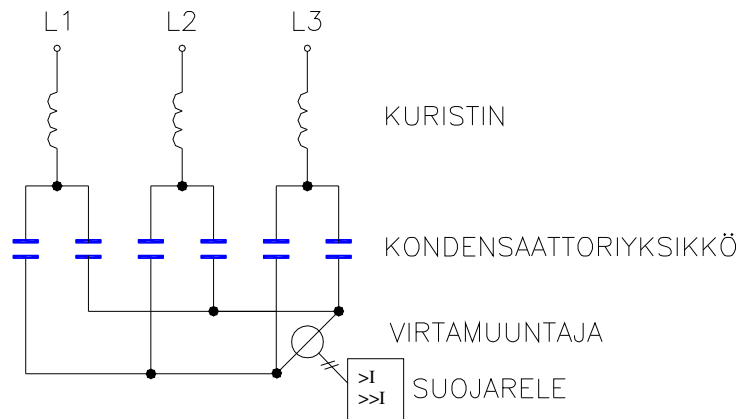 L1 L2 L3
KURISTIN
KONDENSAATTORIYKSIKKÖ
VIRTAMUUNTAJA
>I
>>I
SUOJARELE